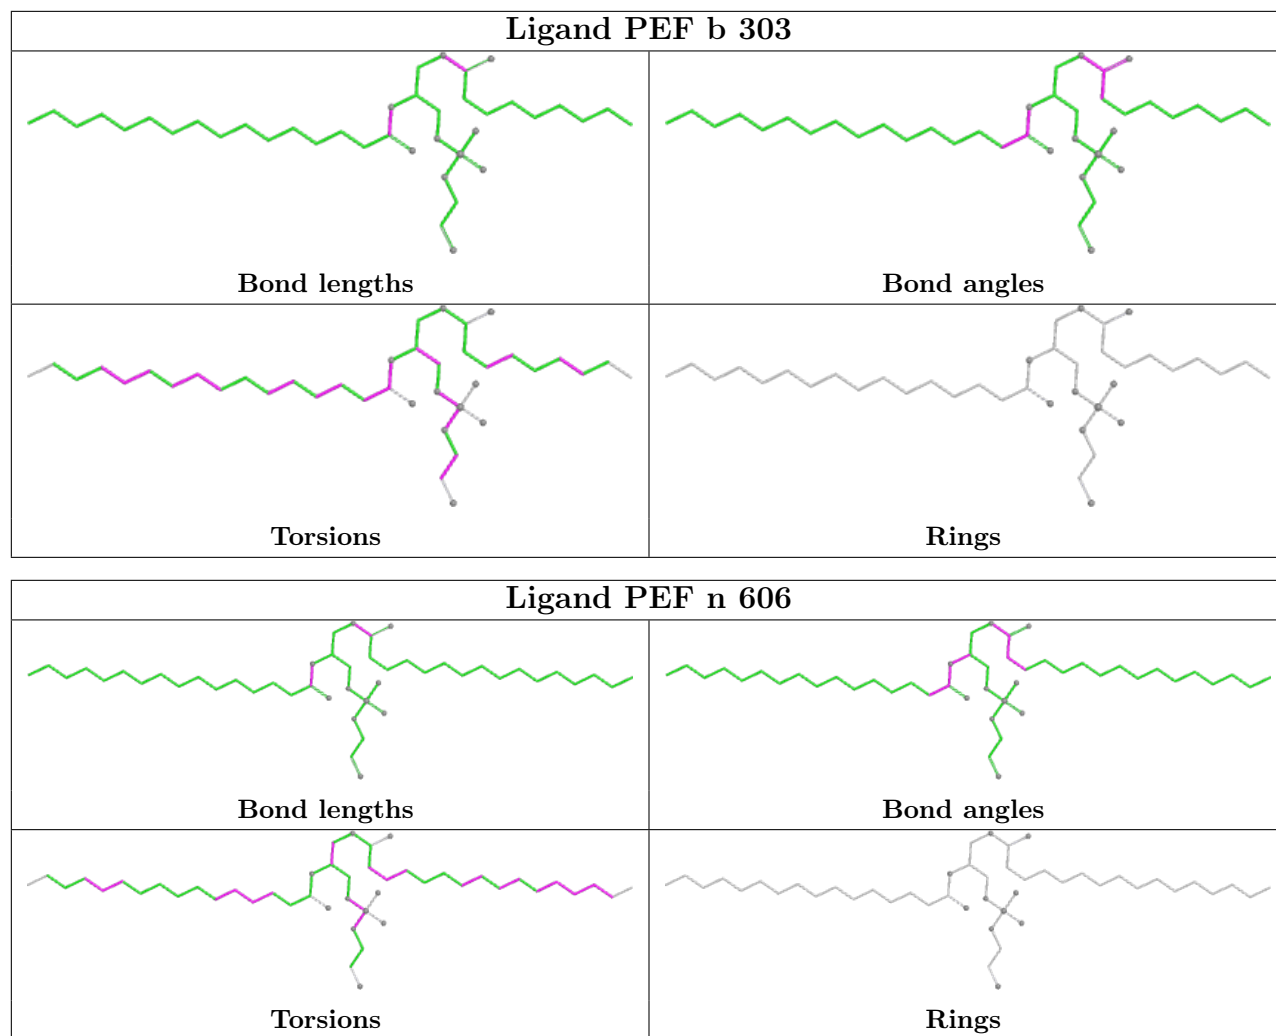 Ligand PEF b 303
Bond lengths
Bond angles
Torsions
Rings
Ligand PEF n 606
Bond lengths
Bond angles
Torsions
Rings